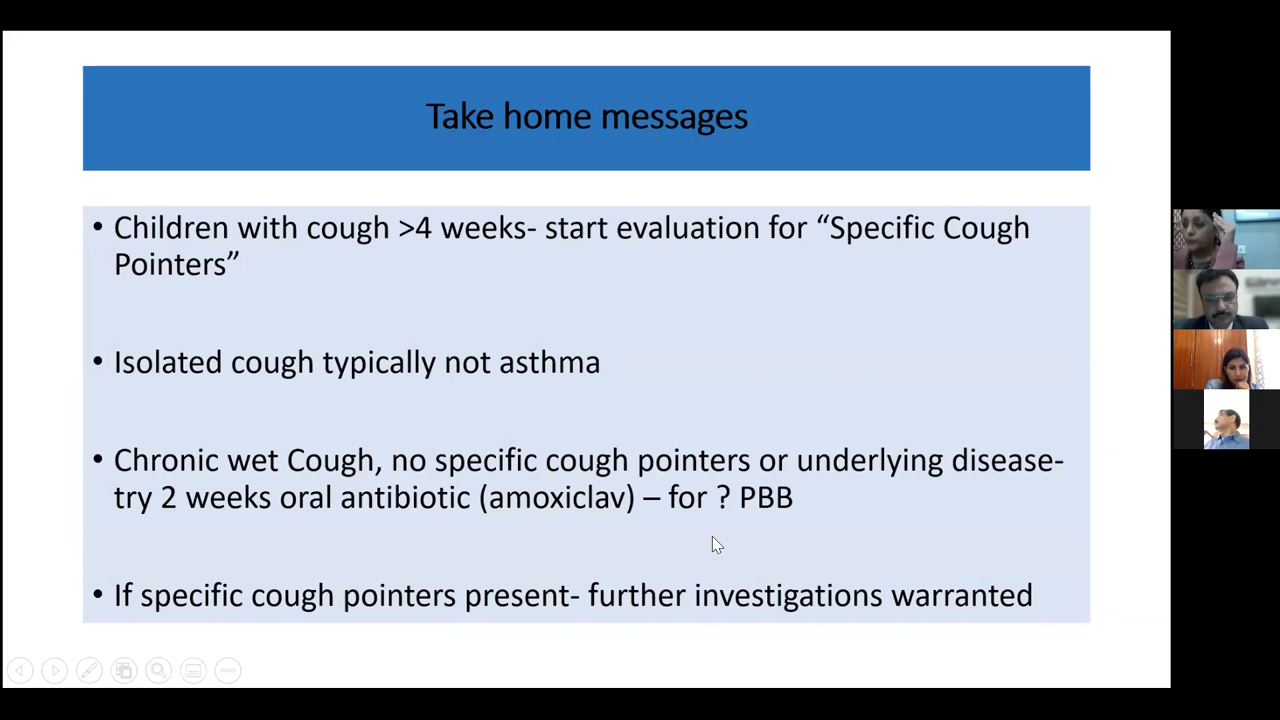 Take home messages
• Children with cough >4 weeks- start evaluation for “Specific Cough
Pointers”
• Isolated cough typically not asthma
• Chronic wet Cough, no specific cough pointers or underlying disease-
try 2 weeks oral antibiotic (amoxiclav) – for ? PBB
• If specific cough pointers present- further investigations warranted